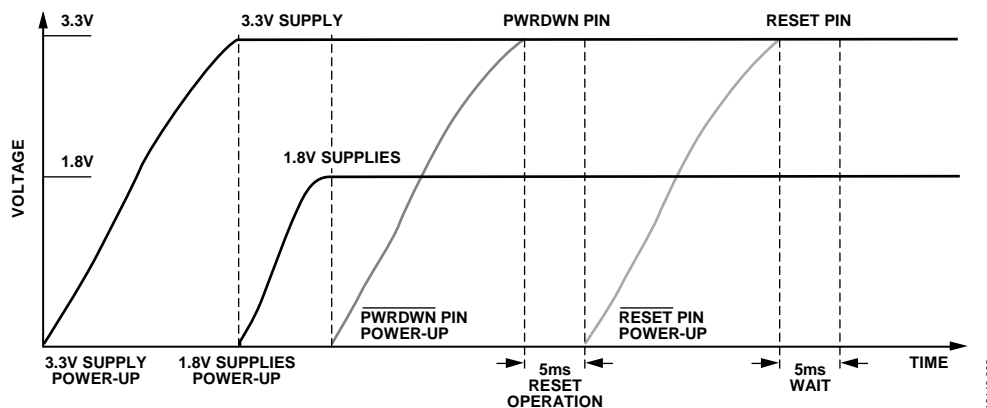 3.3V
3.3V SUPPLY
PWRDWN PIN
RESET PIN
1.8V
1.8V SUPPLIES
VOLTAGE
PWRDWN PIN
POWER-UP
RESET PIN
POWER-UP
3.3V SUPPLY
POWER-UP
1.8V SUPPLIES
POWER-UP
5ms
RESET
OPERATION
5ms
WAIT
TIME